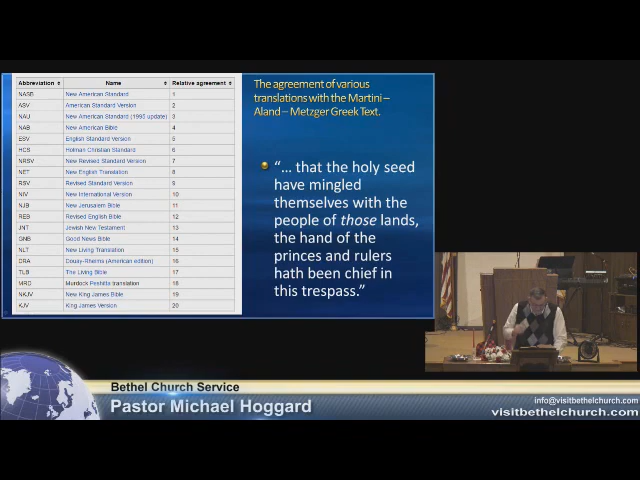 Abbreviation Name Relative agreement
NASB New American Standard 1
ASV American Standard Version 2
NAU New American Standard (1995 update) 3
NAB New American Bible 4
ESV English Standard Version 5
HCS Holman Christian Standard 6
NRSV New Revised Standard Version 7
NET New English Translation 8
RSV Revised Standard Version 9
NIV New International Version 10
NJB New Jerusalem Bible 11
REB Revised English Bible 12
JNT Jewish New Testament 13
GNB Good News Bible 14
NLT New Living Translation 15
DRA Douay-Rheims (American edition) 16
TLB The Living Bible 17
MRD Murdock Peshitta translation 18
NKJV New King James Bible 19
KJV King James Version 20
The agreement of various
translations with the Martini –
Aland – Metzger Greek Text.
“... that the holy seed
have mingled
themselves with the
people of those lands,
the hand of the
princes and rulers
hath been chief in
this trespass.”
Bethel Church Service
Pastor Michael Hoggard
info@visitbethelchurch.com
visitbethelchurch.com